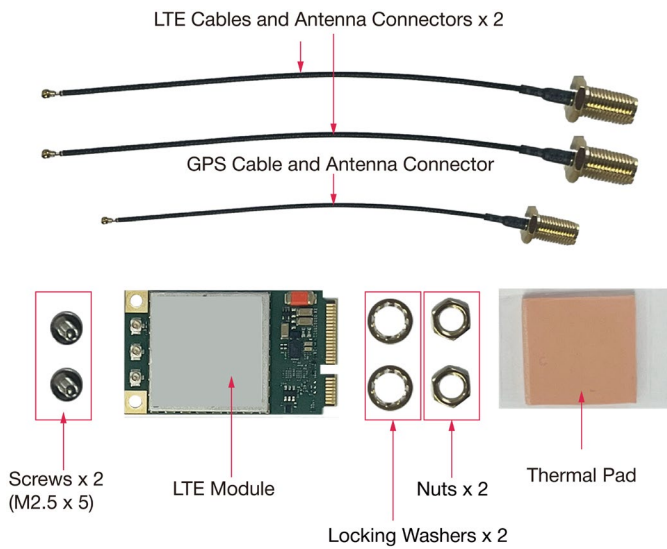 LTE Cables and Antenna Connectors x 2
GPS Cable and Antenna Connector
Screws x 2
(M2.5 x 5)
LTE Module
Nuts x 2
Thermal Pad
Locking Washers x 2